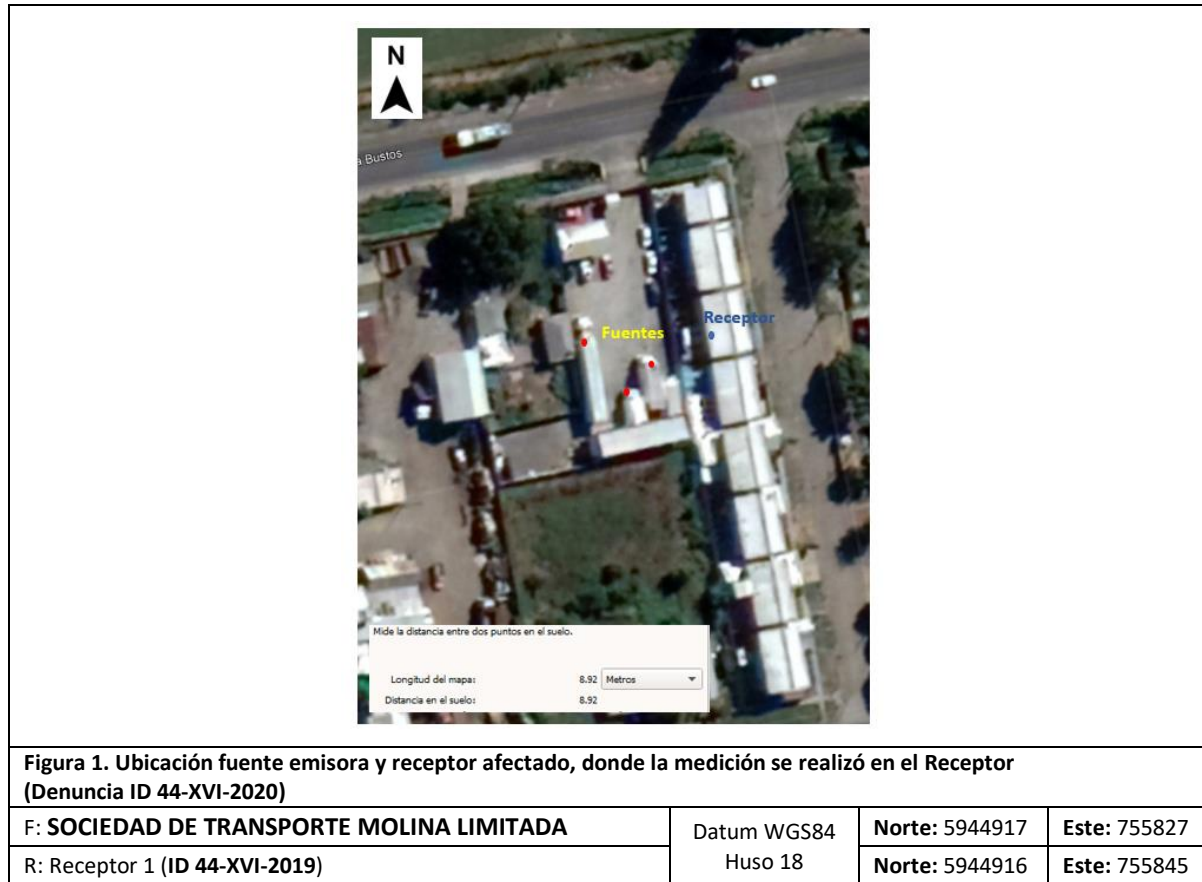 N
a Bustos
Fuentes
Receptor
Mide la distancia entre dos puntos en el suelo.
Longitud del mapa: 8.92 Metros
Distancia en el suelo: 8.92
Figura 1. Ubicación fuente emisora y receptor afectado, donde la medición se realizó en el Receptor
(Denuncia ID 44-XVI-2020)
F: SOCIEDAD DE TRANSPORTE MOLINA LIMITADA Datum WGS84 Huso 18 Norte: 5944917 Este: 755827
R: Receptor 1 (ID 44-XVI-2019) Norte: 5944916 Este: 755845